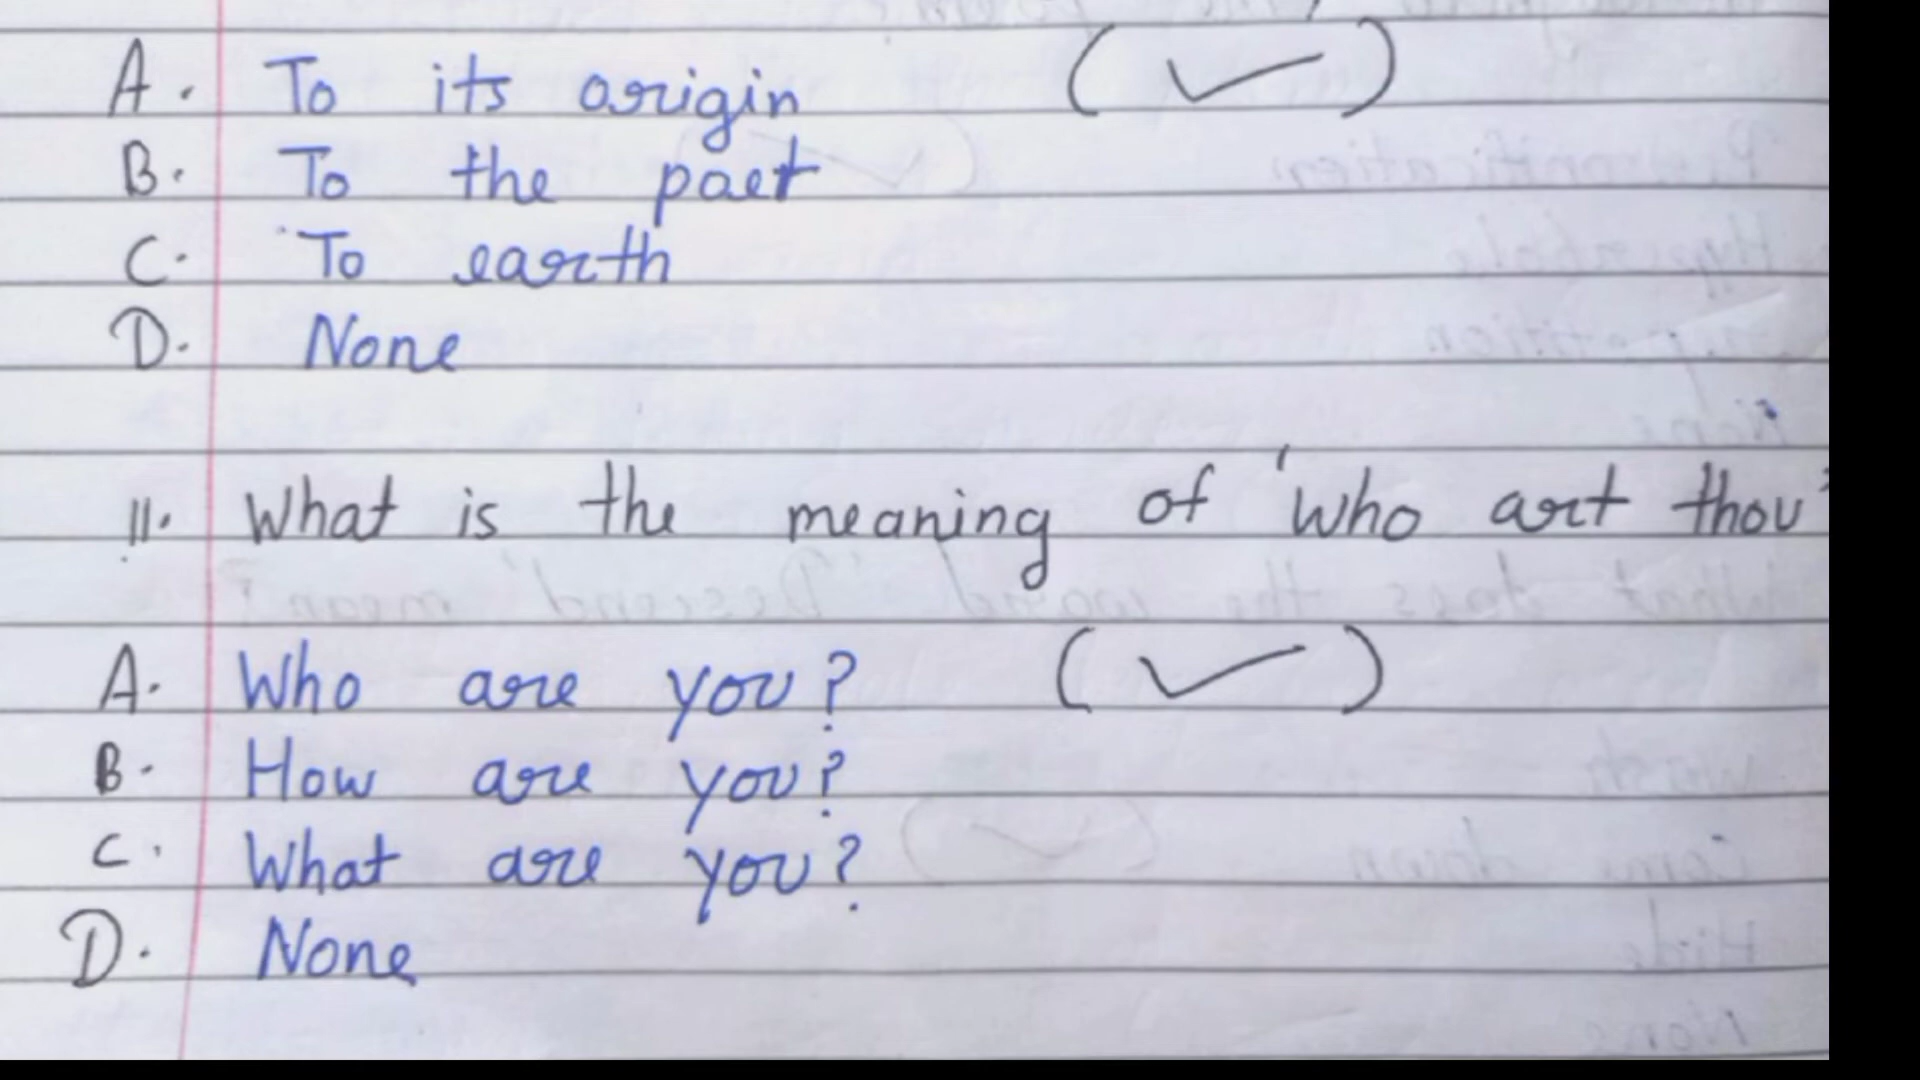 A. To its origin (✓)
B. To the poet
C. To earth
D. None
11. What is the meaning of 'who art thou'
A. Who are you? (✓)
B. How are you?
C. What are you?
D. None